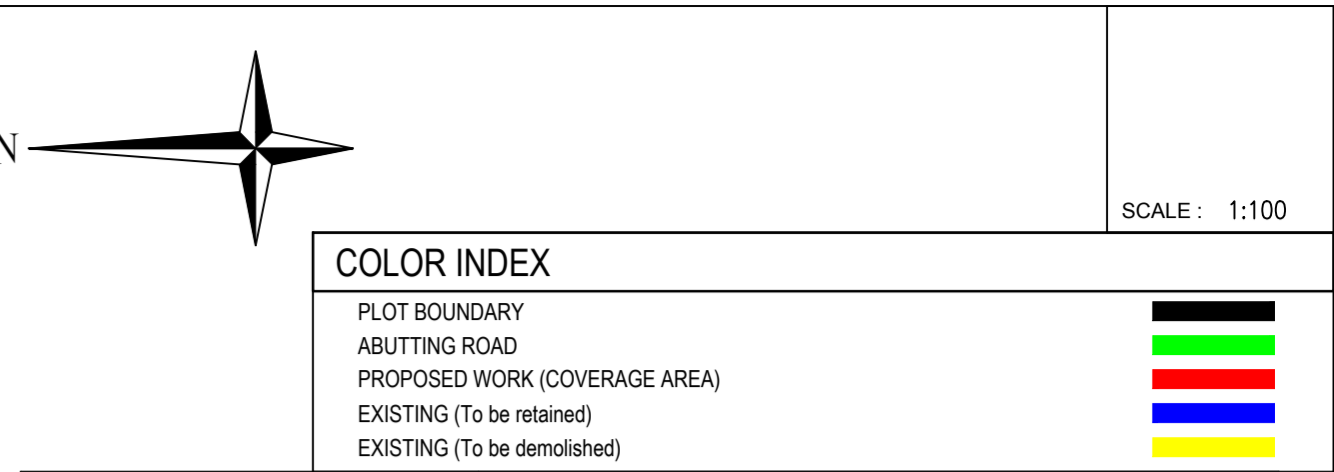 N
SCALE : 1:100
COLOR INDEX
PLOT BOUNDARY
ABUTTING ROAD
PROPOSED WORK (COVERAGE AREA)
EXISTING (To be retained)
EXISTING (To be demolished)